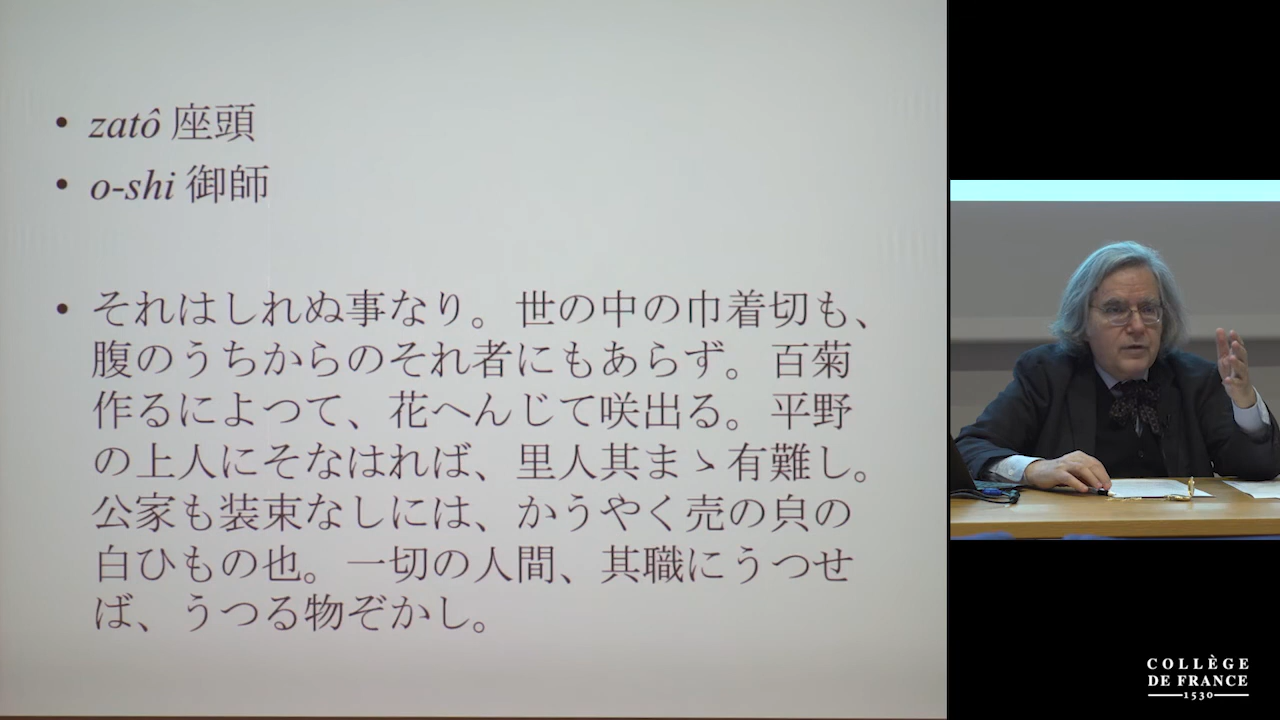 • zatô 座頭
• o-shi 御師
• それはしれぬ事なり。世の中の巾着切も、
腹のうちからのそれ者にもあらず。百菊
作るによつて、花へんじて咲出る。平野
の上人にそなはれば、里人其まゝ有難し。
公家も装束なしには、かうやく売の㒵の
白ひもの也。一切の人間、其職にうつせ
ば、うつる物ぞかし。
COLLÈGE
DE FRANCE
1530